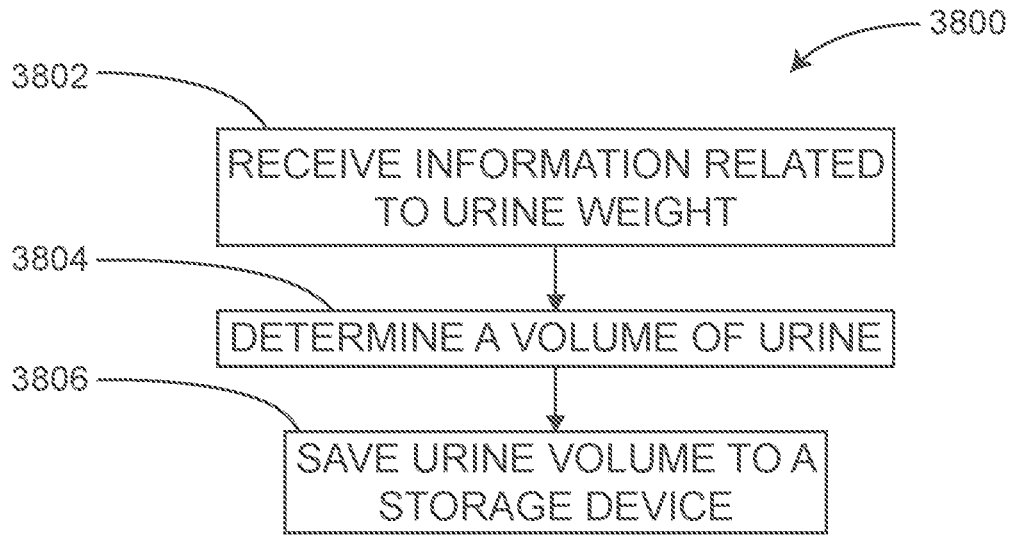 3800
3802
RECEIVE INFORMATION RELATED
TO URINE WEIGHT
3804
DETERMINE A VOLUME OF URINE
3806
SAVE URINE VOLUME TO A
STORAGE DEVICE